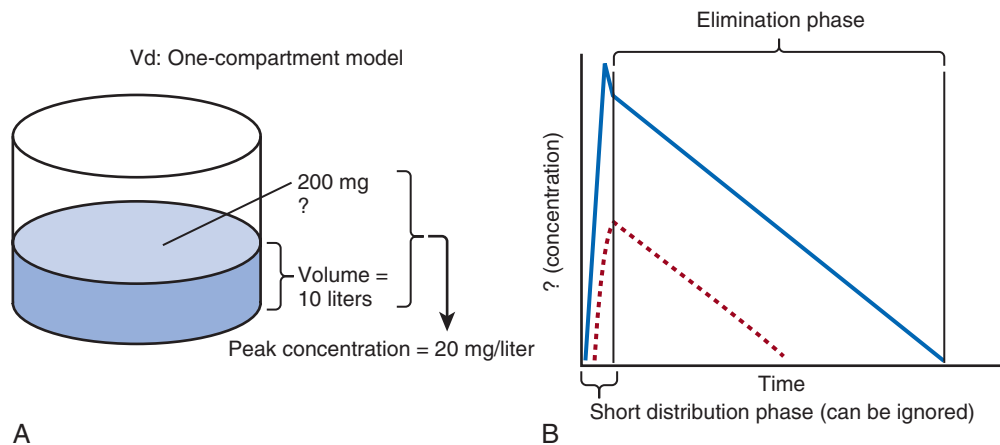 Vd: One-compartment model
200 mg
?
Volume =
10 liters
Peak concentration = 20 mg/liter
A
Elimination phase
? (concentration)
Time
Short distribution phase (can be ignored)
B